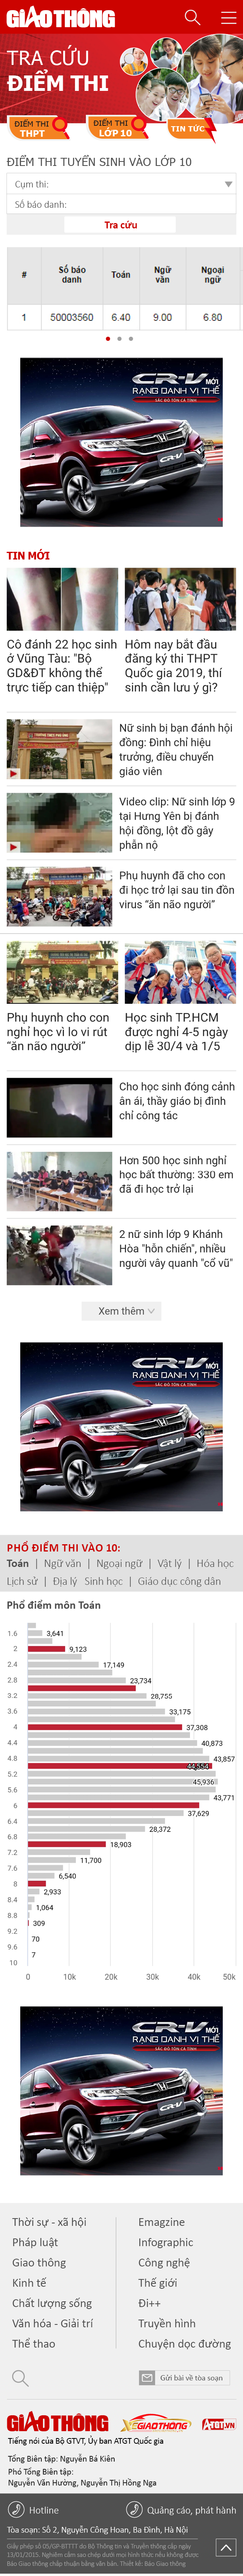 GIAO THÔNG
TRA CỨU
ĐIỂM THI
ĐIỂM THI
THPT
ĐIỂM THI
LỚP 10
TIN TỨC
ĐIỂM THI TUYỂN SINH VÀO LỚP 10
Cụm thi:
Số báo danh:
Tra cứu
# Số báo danh Toán Ngữ văn Ngoại ngữ
1 50003560 6.40 9.00 6.80
CR-V MỚI
RẠNG DANH VỊ THẾ
SẮC ĐỎ TÔN CÁ TÍNH
TIN MỚI
Cô đánh 22 học sinh
ở Vũng Tàu: "Bộ
GD&ĐT không thể
trực tiếp can thiệp"
Hôm nay bắt đầu
đăng ký thi THPT
Quốc gia 2019, thí
sinh cần lưu ý gì?
Nữ sinh bị bạn đánh hội
đồng: Đình chỉ hiệu
trưởng, điều chuyển
giáo viên
Video clip: Nữ sinh lớp 9
tại Hưng Yên bị đánh
hội đồng, lột đồ gây
phẫn nộ
Phụ huynh đã cho con
đi học trở lại sau tin đồn
virus “ăn não người”
Phụ huynh cho con
nghỉ học vì lo vi rút
“ăn não người”
Học sinh TP.HCM
được nghỉ 4-5 ngày
dịp lễ 30/4 và 1/5
Cho học sinh đóng cảnh
ân ái, thầy giáo bị đình
chỉ công tác
Hơn 500 học sinh nghỉ
học bất thường: 330 em
đã đi học trở lại
2 nữ sinh lớp 9 Khánh
Hòa "hỗn chiến", nhiều
người vây quanh "cổ vũ"
Xem thêm
CR-V MỚI
RẠNG DANH VỊ THẾ
SẮC ĐỎ TÔN CÁ TÍNH
PHỔ ĐIỂM THI VÀO 10:
Toán | Ngữ văn | Ngoại ngữ | Vật lý | Hóa học
Lịch sử | Địa lý Sinh học | Giáo dục công dân
Phổ điểm môn Toán
1.6 3,641
2 9,123
2.4 17,149
2.8 23,734
3.2 28,755
3.6 33,175
4 37,308
4.4 40,873
4.8 43,857
5.2
5.6 45,936
6 43,771
6.4 37,629
6.8 28,372
7.2 18,903
7.6 11,700
8 6,540
8.4 2,933
8.8 1,064
9.2 309
9.6 70
10 7
0 10k 20k 30k 40k 50k
CR-V MỚI
RẠNG DANH VỊ THẾ
SẮC ĐỎ TÔN CÁ TÍNH
Thời sự - xã hội
Pháp luật
Giao thông
Kinh tế
Chất lượng sống
Văn hóa - Giải trí
Thể thao
Emagzine
Infographic
Công nghệ
Thế giới
Đi++
Truyền hình
Chuyện dọc đường
Gửi bài về tòa soạn
GIAO THÔNG
XEGIAOTHONG
ATGT.VN
Tiếng nói của Bộ GTVT, Ủy ban ATGT Quốc gia
Tổng Biên tập: Nguyễn Bá Kiên
Phó Tổng Biên tập:
Nguyễn Văn Hường, Nguyễn Thị Hồng Nga
Hotline
Quảng cáo, phát hành
Tòa soạn: Số 2, Nguyễn Công Hoan, Ba Đình, Hà Nội
Giấy phép số 05/GP-BTTTT do Bộ Thông tin và Truyền thông cấp ngày
13/01/2015. Nghiêm cấm sao chép dưới mọi hình thức nếu không được
Báo Giao thông chấp thuận bằng văn bản. Thiết kế: Báo Giao thông